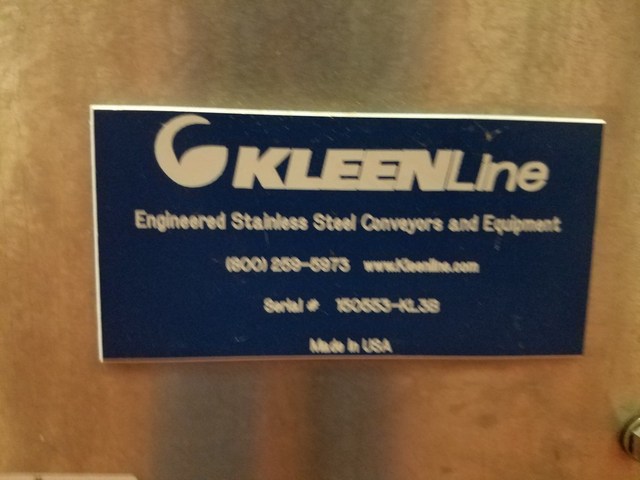 KLEENLine
Engineered Stainless Steel Conveyors and Equipment
(800) 259-5973 www.Kleenline.com
Serial # 150553-KL3B
Made In USA